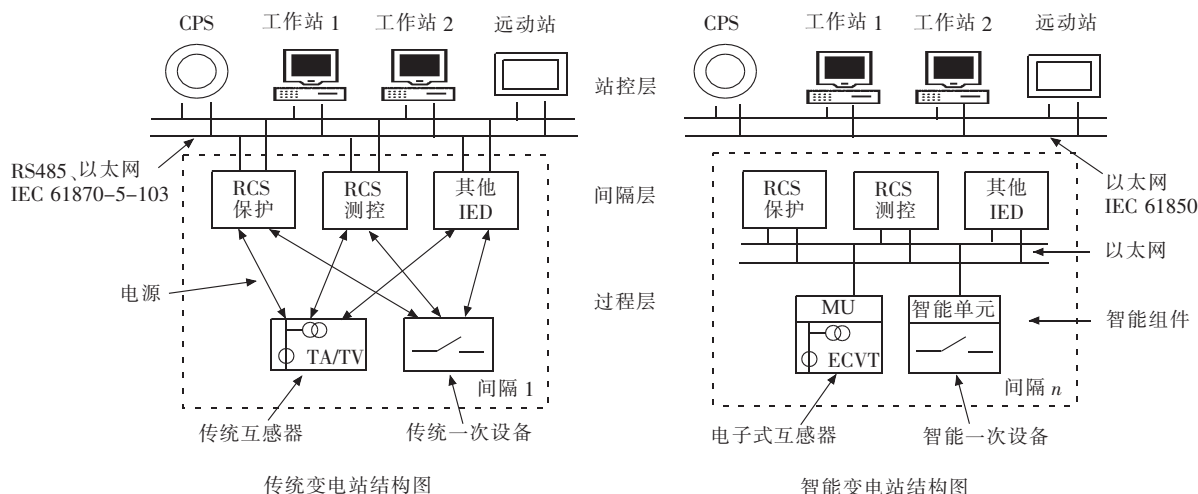 CPS 工作站 1 工作站 2 远动站
CPS 工作站 1 工作站 2 远动站
站控层
RS485、以太网
IEC 61870-5-103
RCS
保护
RCS
测控
其他
IED
间隔层
RCS
保护
RCS
测控
其他
IED
以太网
IEC 61850
以太网
电源
过程层
MU
智能单元
智能组件
TA/TV
ECVT
间隔 1
间隔 n
传统互感器
传统一次设备
电子式互感器
智能一次设备
传统变电站结构图
智能变电站结构图